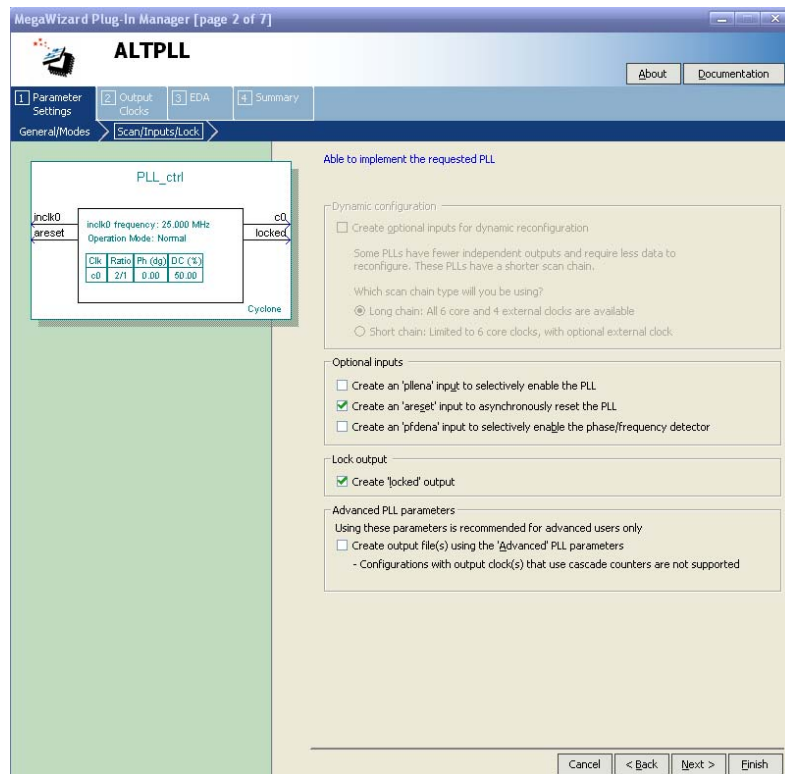 MegaWizard Plug-In Manager [page 2 of 7]
ALTPLL
About
Documentation
1 Parameter Settings
2 Output Clocks
3 EDA
4 Summary
General/Modes
Scan/Inputs/Lock
PLL_ctrl
inclk0
areset
inclk0 frequency: 25.000 MHz
Operation Mode: Normal
Clk Ratio Ph (dg) DC (%)
c0 2/1 0.00 50.00
c0
locked
Cyclone
Able to implement the requested PLL
Dynamic configuration
Create optional inputs for dynamic reconfiguration
Some PLLs have fewer independent outputs and require less data to
reconfigure. These PLLs have a shorter scan chain.
Which scan chain type will you be using?
Long chain: All 6 core and 4 external clocks are available
Short chain: Limited to 6 core clocks, with optional external clock
Optional inputs
Create an 'pllena' input to selectively enable the PLL
Create an 'areset' input to asynchronously reset the PLL
Create an 'pfdena' input to selectively enable the phase/frequency detector
Lock output
Create 'locked' output
Advanced PLL parameters
Using these parameters is recommended for advanced users only
Create output file(s) using the 'Advanced' PLL parameters
- Configurations with output clock(s) that use cascade counters are not supported
Cancel
< Back
Next >
Finish